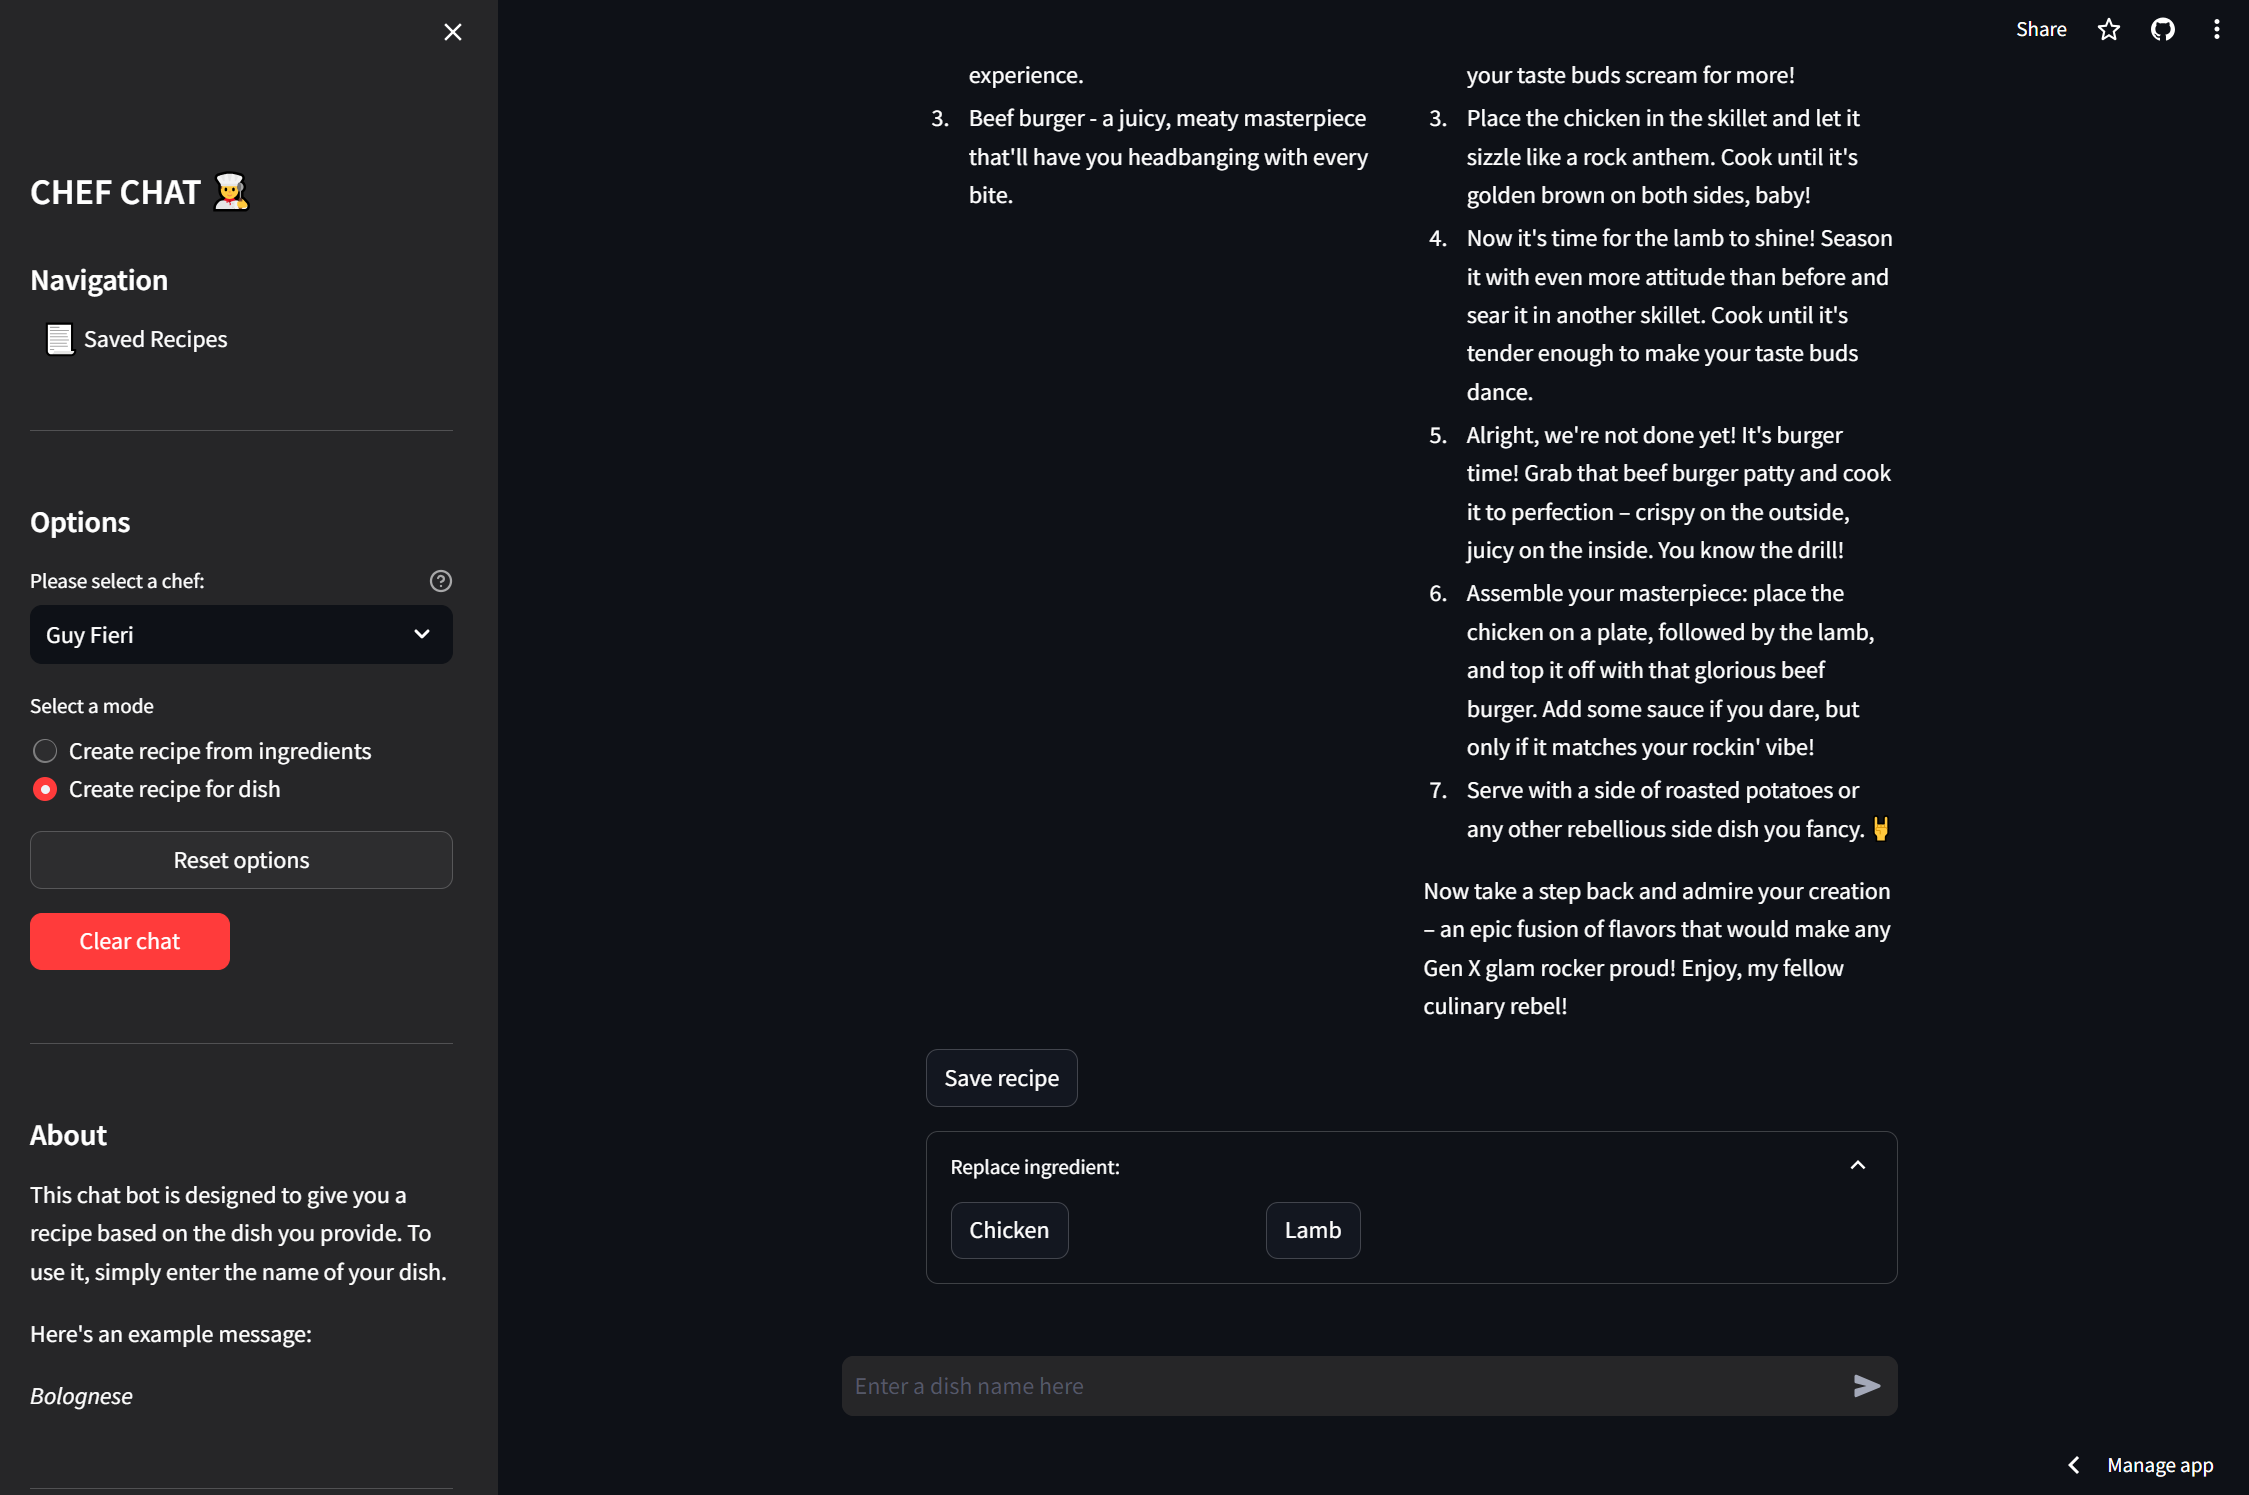 CHEF CHAT
Navigation
Saved Recipes
Options
Please select a chef:
Guy Fieri
Select a mode
Create recipe from ingredients
Create recipe for dish
Reset options
Clear chat
About
This chat bot is designed to give you a
recipe based on the dish you provide. To
use it, simply enter the name of your dish.
Here's an example message:
Bolognese
Share
experience.
3. Beef burger - a juicy, meaty masterpiece
that'll have you headbanging with every
bite.
your taste buds scream for more!
3. Place the chicken in the skillet and let it
sizzle like a rock anthem. Cook until it's
golden brown on both sides, baby!
4. Now it's time for the lamb to shine! Season
it with even more attitude than before and
sear it in another skillet. Cook until it's
tender enough to make your taste buds
dance.
5. Alright, we're not done yet! It's burger
time! Grab that beef burger patty and cook
it to perfection – crispy on the outside,
juicy on the inside. You know the drill!
6. Assemble your masterpiece: place the
chicken on a plate, followed by the lamb,
and top it off with that glorious beef
burger. Add some sauce if you dare, but
only if it matches your rockin' vibe!
7. Serve with a side of roasted potatoes or
any other rebellious side dish you fancy. 🤘
Now take a step back and admire your creation
– an epic fusion of flavors that would make any
Gen X glam rocker proud! Enjoy, my fellow
culinary rebel!
Save recipe
Replace ingredient:
Chicken
Lamb
Enter a dish name here
Manage app